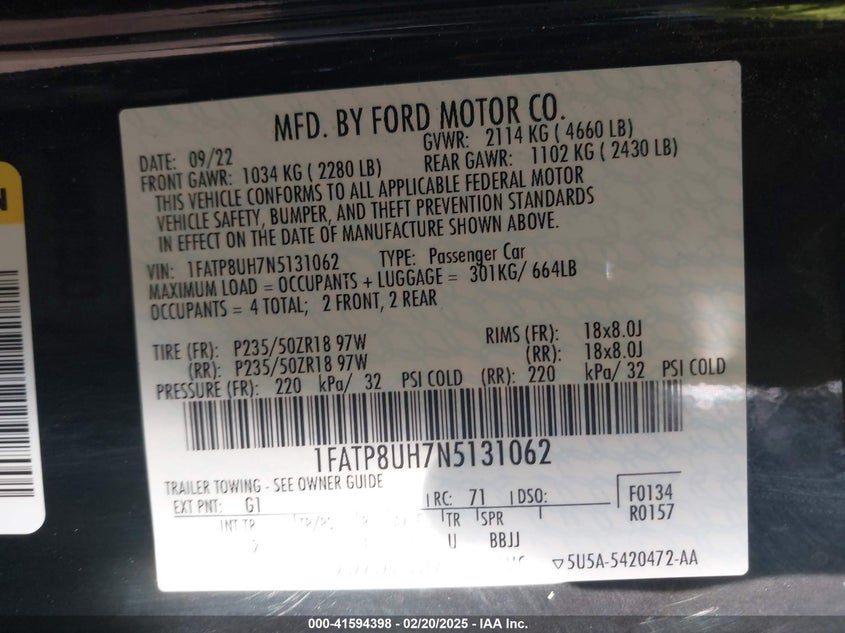 MFD. BY FORD MOTOR CO.
DATE: 09/22 GVWR: 2114 KG ( 4660 LB)
FRONT GAWR: 1034 KG ( 2280 LB) REAR GAWR: 1102 KG ( 2430 LB)
THIS VEHICLE CONFORMS TO ALL APPLICABLE FEDERAL MOTOR
VEHICLE SAFETY, BUMPER, AND THEFT PREVENTION STANDARDS
IN EFFECT ON THE DATE OF MANUFACTURE SHOWN ABOVE.
VIN: 1FATP8UH7N5131062 TYPE: Passenger Car
MAXIMUM LOAD = OCCUPANTS + LUGGAGE = 301KG/ 664LB
OCCUPANTS = 4 TOTAL; 2 FRONT, 2 REAR
TIRE (FR): P235/50ZR18 97W RIMS (FR): 18x8.0J
(RR): P235/50ZR18 97W (RR): 18x8.0J
PRESSURE (FR): 220 kPa/ 32 PSI COLD (RR): 220 kPa/ 32 PSI COLD
1FATP8UH7N5131062
TRAILER TOWING - SEE OWNER GUIDE
EXT PNT: G1 RC: 71 DSO: F0134
INT TR TR SPR R0157
U BBJJ
5U5A-5420472-AA
000-41594398 - 02/20/2025 - IAA Inc.